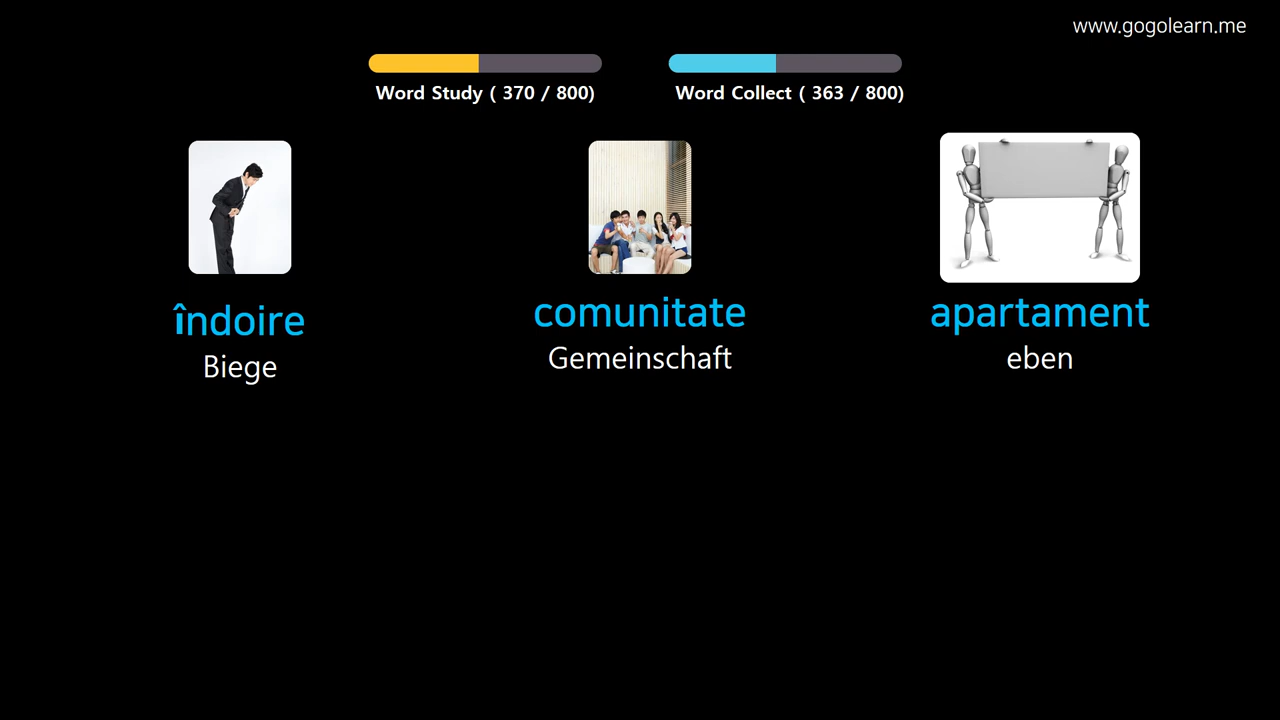 www.gogolearn.me
Word Study ( 370 / 800)
Word Collect ( 363 / 800)
îndoire
Biege
comunitate
Gemeinschaft
apartament
eben